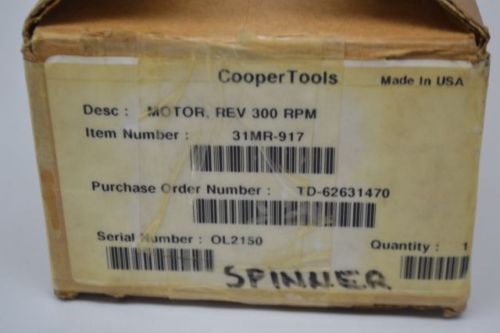 CooperTools
Made In USA
Desc : MOTOR, REV 300 RPM
Item Number : 31MR-917
Purchase Order Number : TD-62631470
Serial Number : OL2150
Quantity : 1
SPINNER